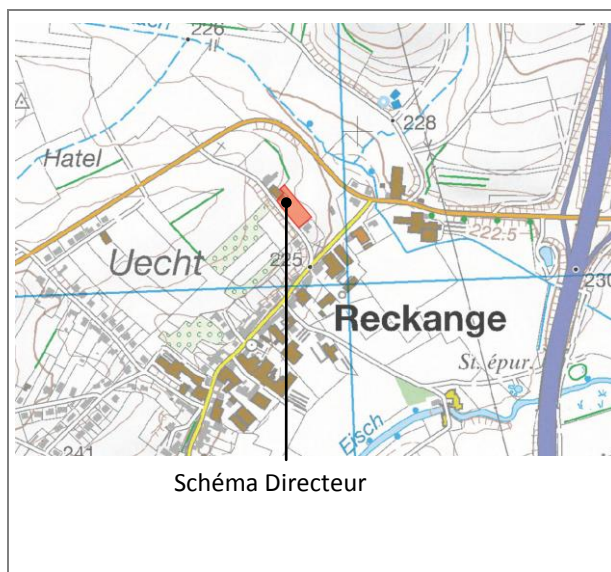 226
228
Hatel
222.5
Uecht
225
230
Reckange
St. épur.
Eisch
241
Schéma Directeur